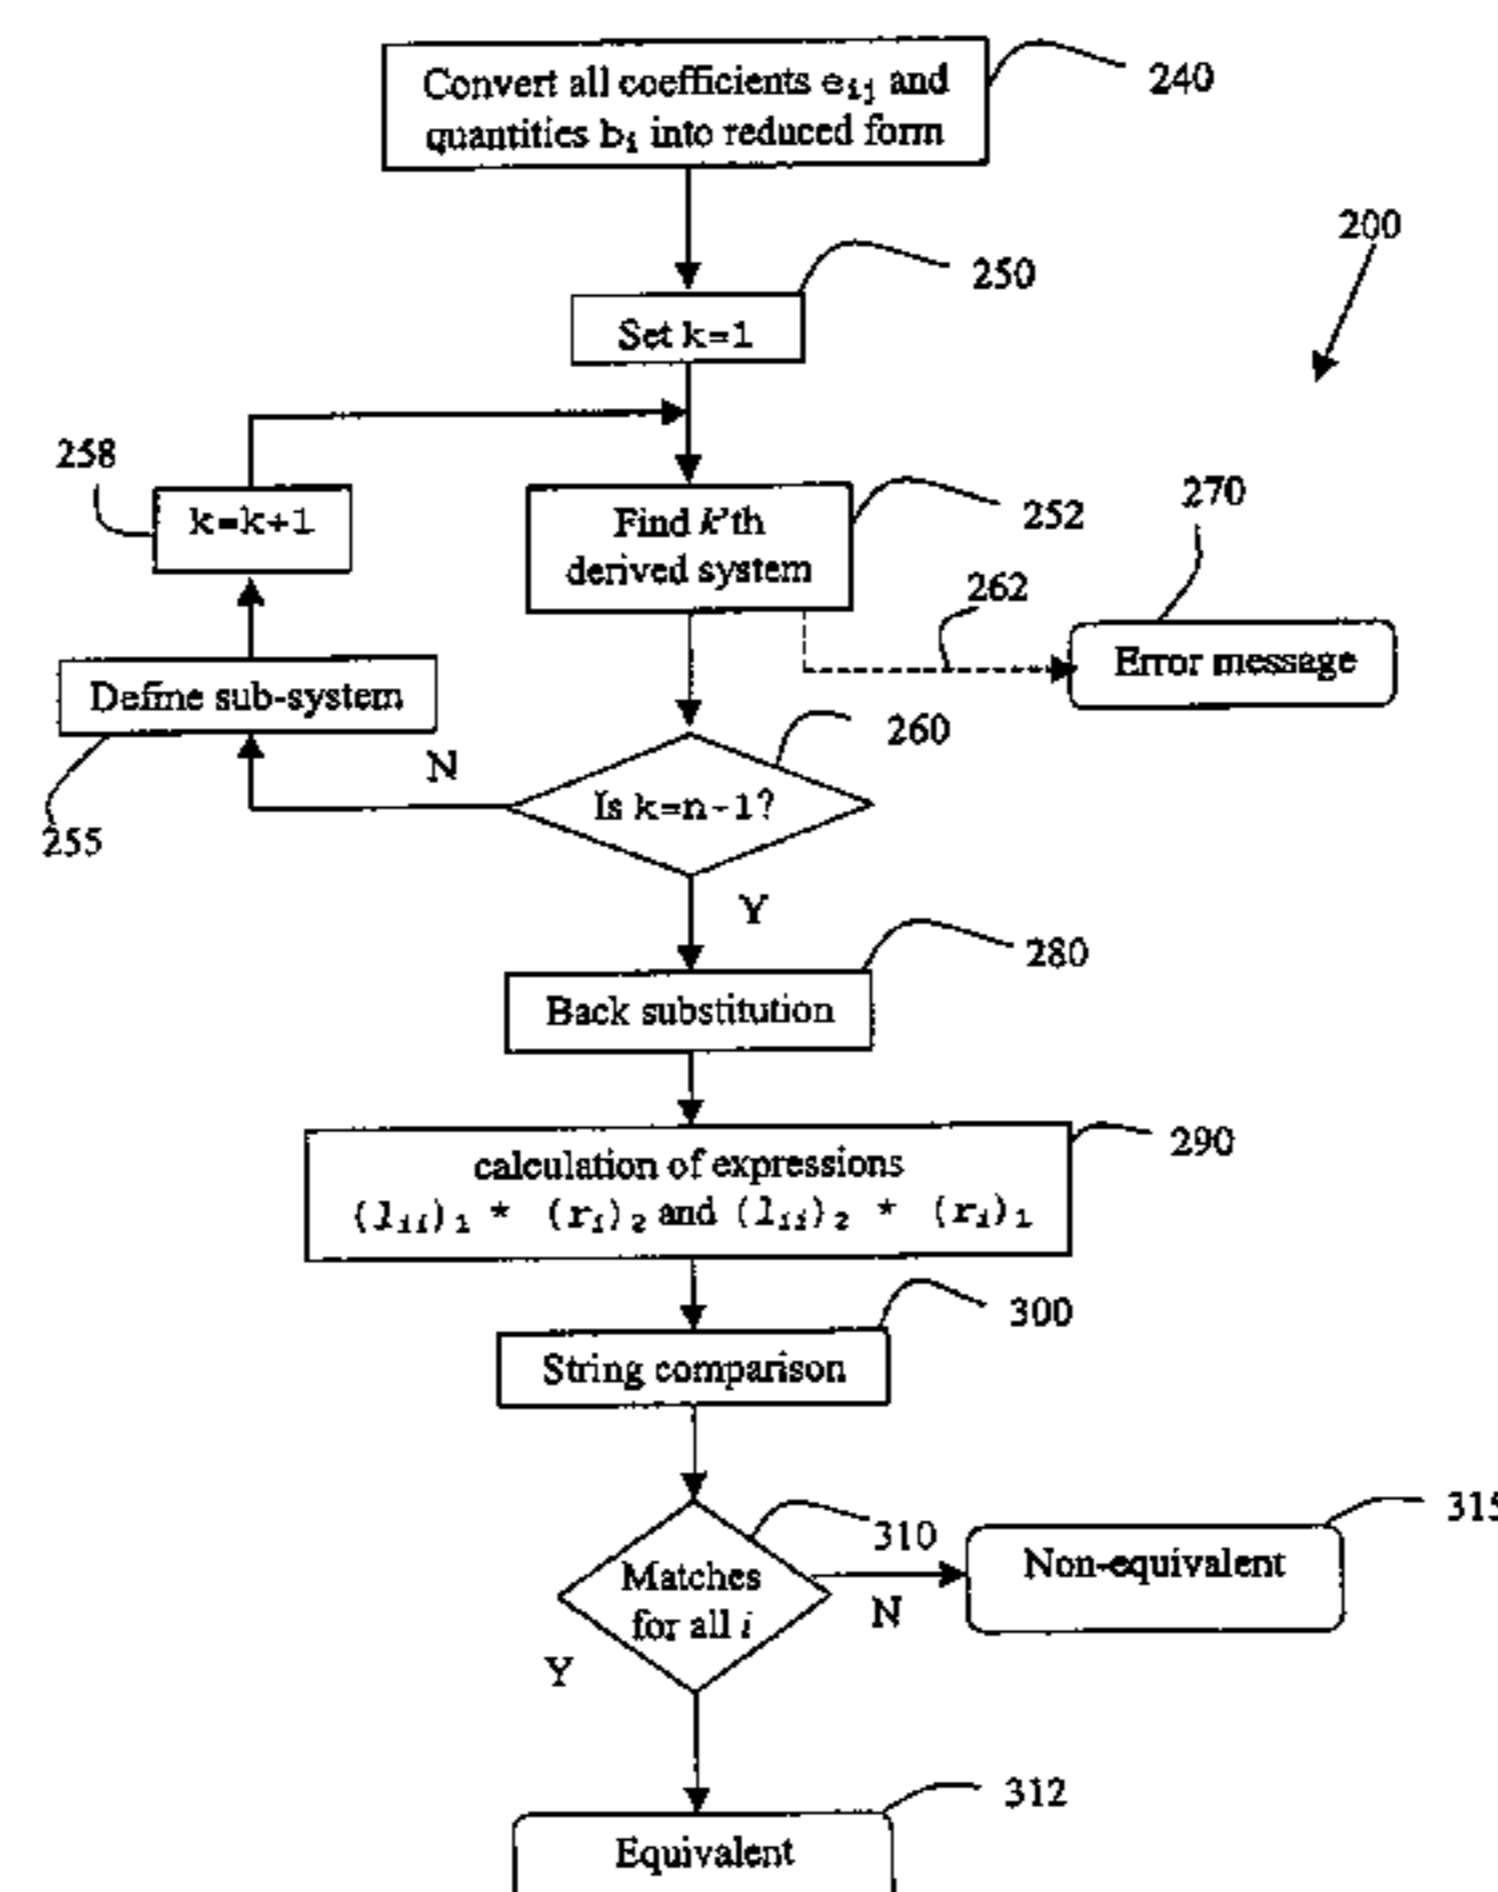 Convert all coefficients eij and
quantities bi into reduced form
240
200
250
Set k=1
258
k=k+1
Find k'th
derived system
252
270
262
Error message
Define sub-system
255
N
260
Is k=n-1?
Y
280
Back substitution
290
calculation of expressions
(lii)1 * (ri)2 and (lii)2 * (ri)1
300
String comparison
310
315
Matches
for all i
N
Non-equivalent
Y
312
Equivalent